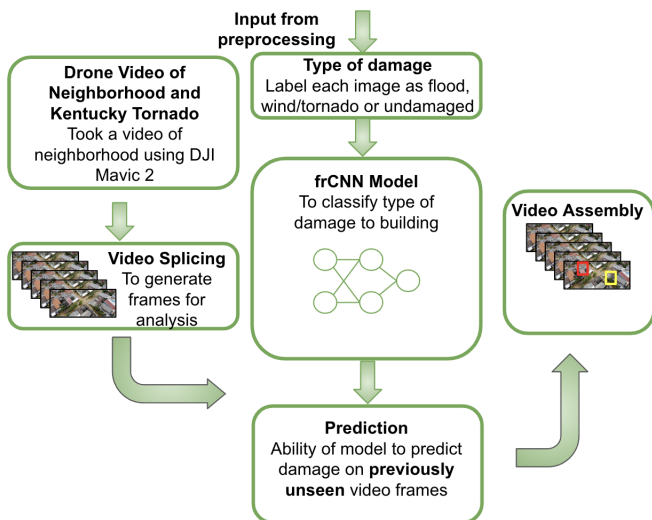 Input from
preprocessing
Drone Video of
Neighborhood and
Kentucky Tornado
Took a video of
neighborhood using DJI
Mavic 2
Video Splicing
To generate
frames for
analysis
Type of damage
Label each image as flood,
wind/tornado or undamaged
frCNN Model
To classify type of
damage to building
Prediction
Ability of model to predict
damage on previously
unseen video frames
Video Assembly